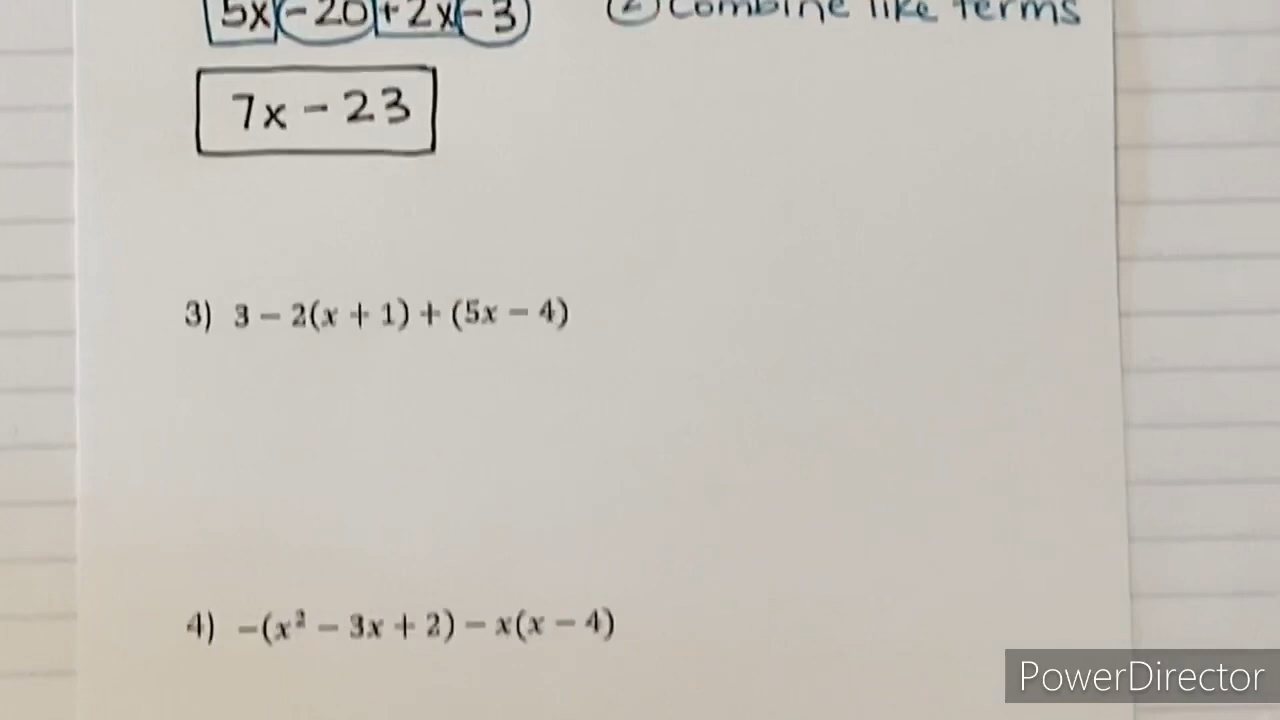 5x - 20 + 2x - 3 ② Combine like terms
7x - 23
3) 3 − 2(x + 1) + (5x − 4)
4) −(x² − 3x + 2) − x(x − 4)
PowerDirector